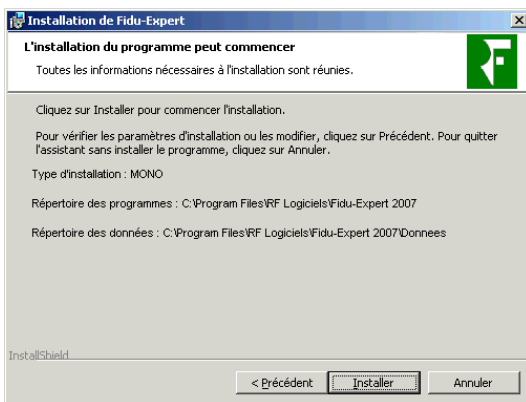 Installation de Fidu-Expert
L'installation du programme peut commencer
Toutes les informations nécessaires à l'installation sont réunies.
Cliquez sur Installer pour commencer l'installation.
Pour vérifier les paramètres d'installation ou les modifier, cliquez sur Précédent. Pour quitter
l'assistant sans installer le programme, cliquez sur Annuler.
Type d'installation : MONO
Répertoire des programmes : C:\Program Files\RF Logiciels\Fidu-Expert 2007
Répertoire des données : C:\Program Files\RF Logiciels\Fidu-Expert 2007\Donnees
InstallShield
< Précédent Installer Annuler